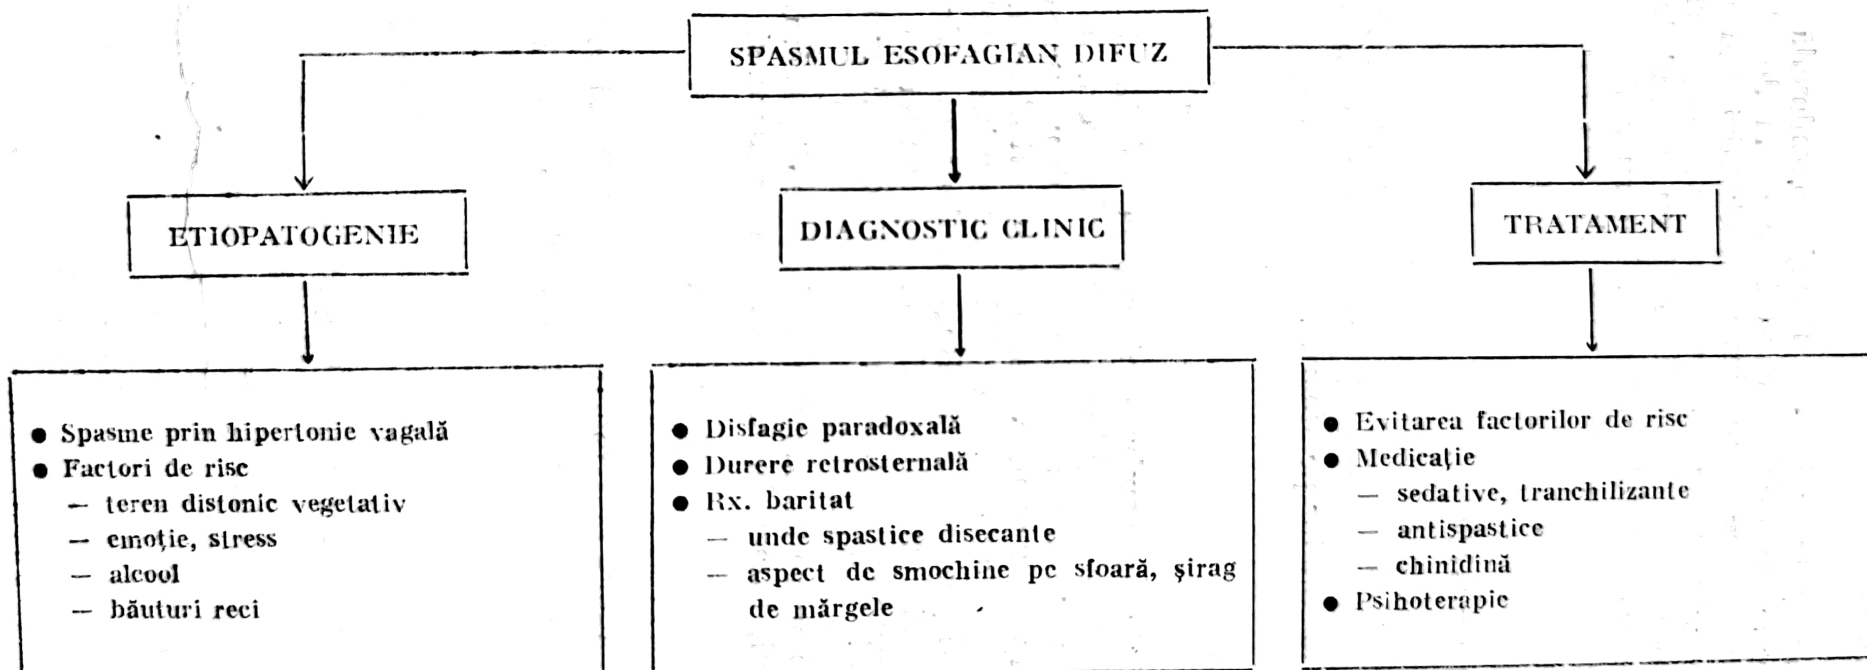 SPASMUL ESOFAGIAN DIFUZ
ETIOPATOGENIE
DIAGNOSTIC CLINIC
TRATAMENT
● Spasme prin hipertonie vagală
● Factori de risc
— teren distonic vegetativ
— emoție, stress
— alcool
— băuturi reci
● Disfagie paradoxală
● Durere retrosternală
● Rx. baritat
— unde spastice disecante
— aspect de smochine pe sfoară, șirag
de mărgele
● Evitarea factorilor de risc
● Medicație
— sedative, tranchilizante
— antispastice
— chinidină
● Psihoterapie